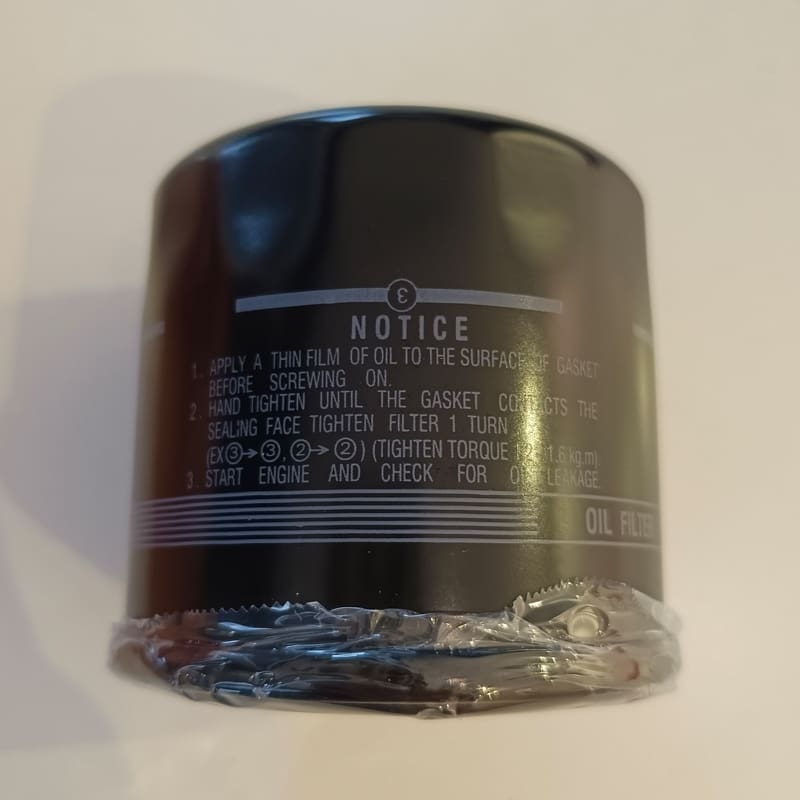 3
NOTICE
1. APPLY A THIN FILM OF OIL TO THE SURFACE OF GASKET
BEFORE SCREWING ON.
2. HAND TIGHTEN UNTIL THE GASKET CONTACTS THE
SEALING FACE TIGHTEN FILTER 1 TURN
(EX③→③,②→②) (TIGHTEN TORQUE kg.m).
3. START ENGINE AND CHECK FOR OIL LEAKAGE.
OIL FILTER